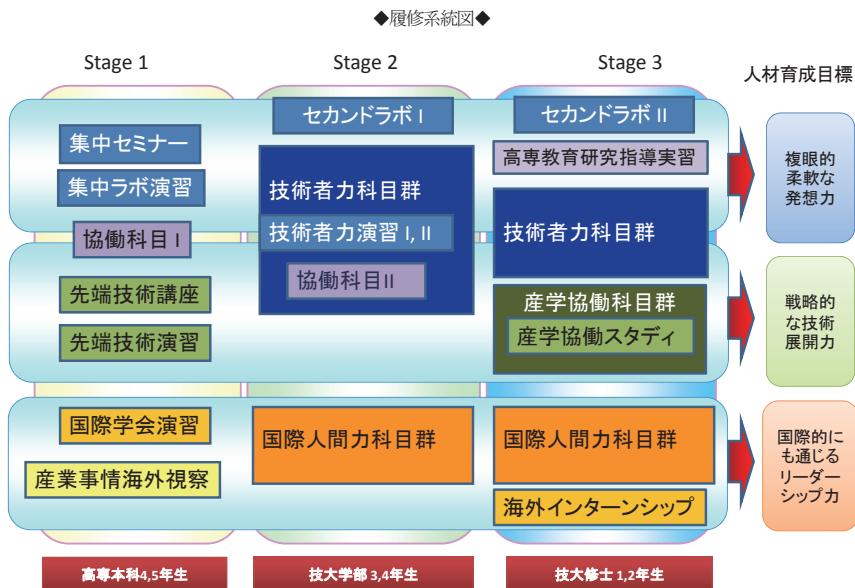 ◆履修系統図◆
Stage 1
Stage 2
Stage 3
人材育成目標
集中セミナー
集中ラボ演習
協働科目 I
先端技術講座
先端技術演習
国際学会演習
産業事情海外視察
高専本科4,5年生
セカンドラボ I
技術者力科目群
技術者力演習 I, II
協働科目II
国際人間力科目群
技大学部 3,4年生
セカンドラボ II
高専教育研究指導実習
技術者力科目群
産学協働科目群
産学協働スタディ
国際人間力科目群
海外インターンシップ
技大修士 1,2年生
複眼的
柔軟な
発想力
戦略的
な技術
展開力
国際的に
も通じる
リーダー
シップ力